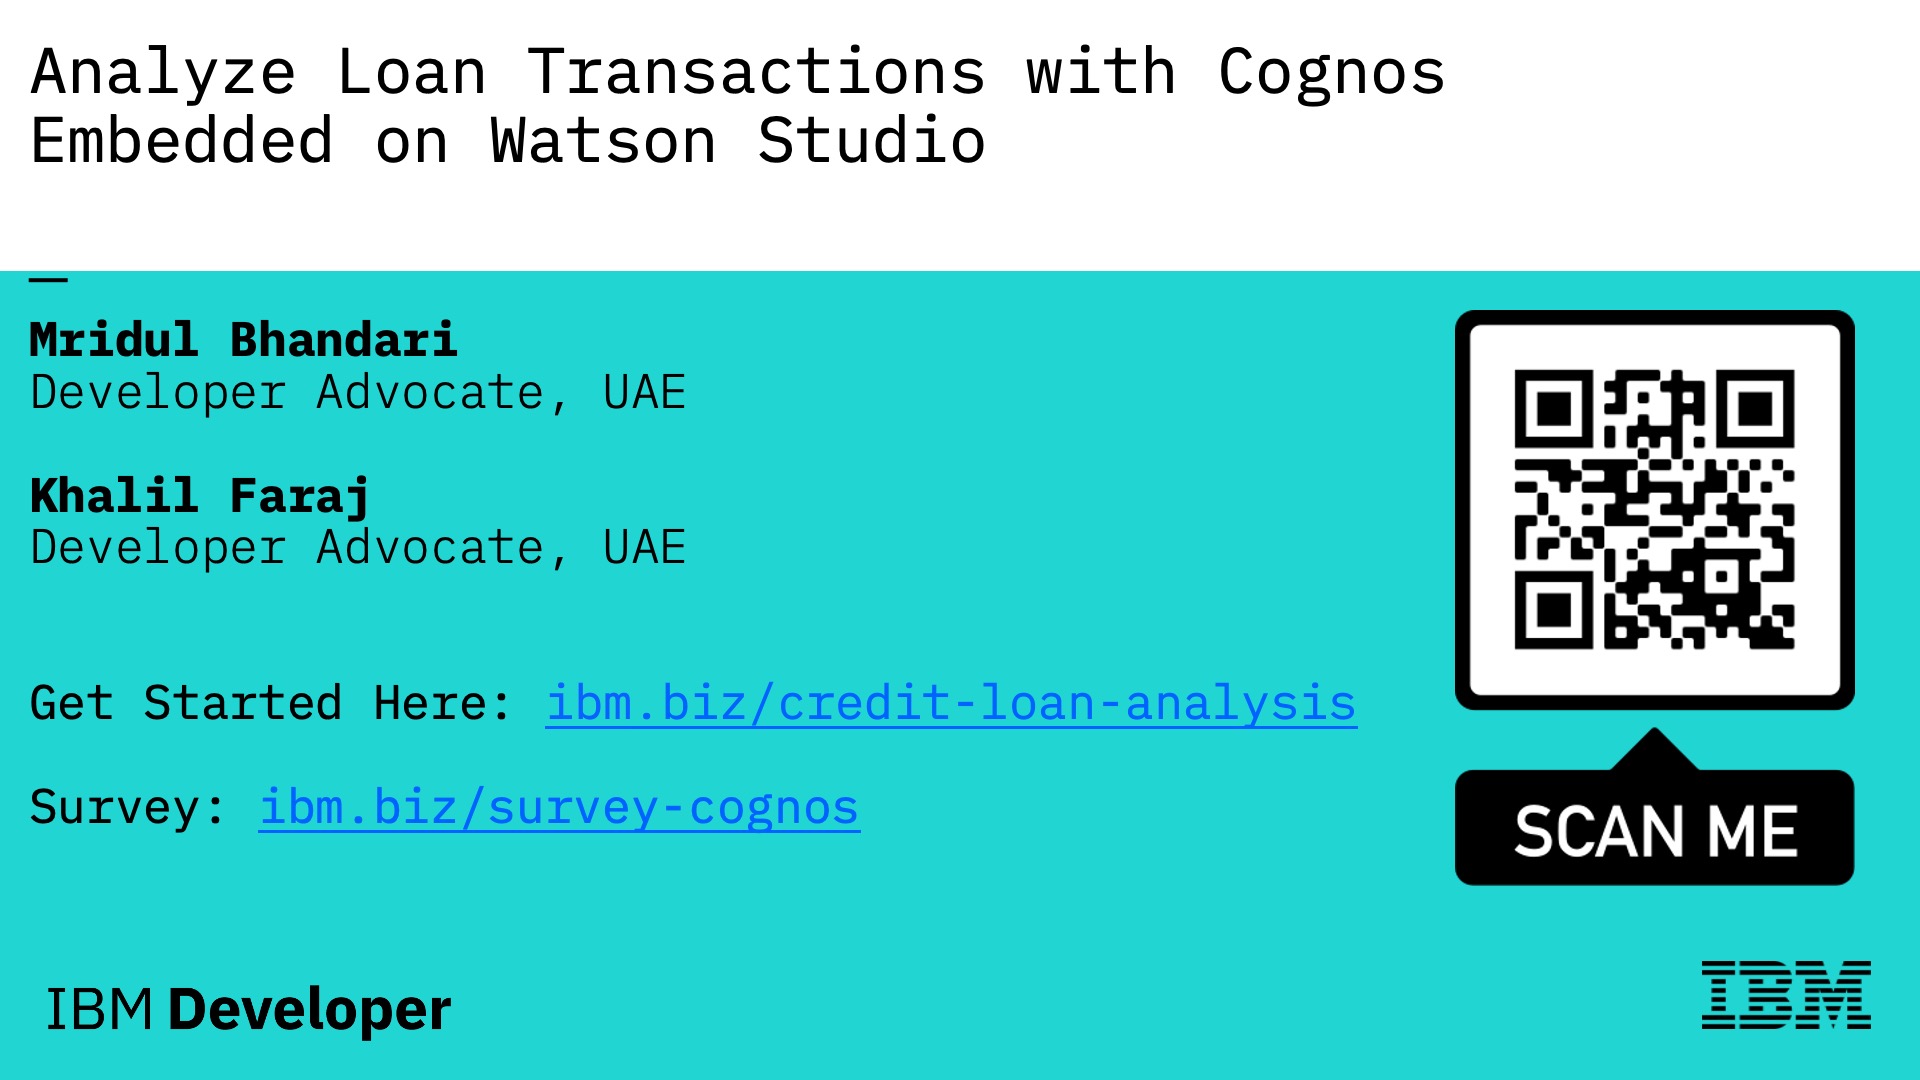 Analyze Loan Transactions with Cognos
Embedded on Watson Studio
—
Mridul Bhandari
Developer Advocate, UAE
Khalil Faraj
Developer Advocate, UAE
Get Started Here: ibm.biz/credit-loan-analysis
Survey: ibm.biz/survey-cognos
SCAN ME
IBM Developer
IBM